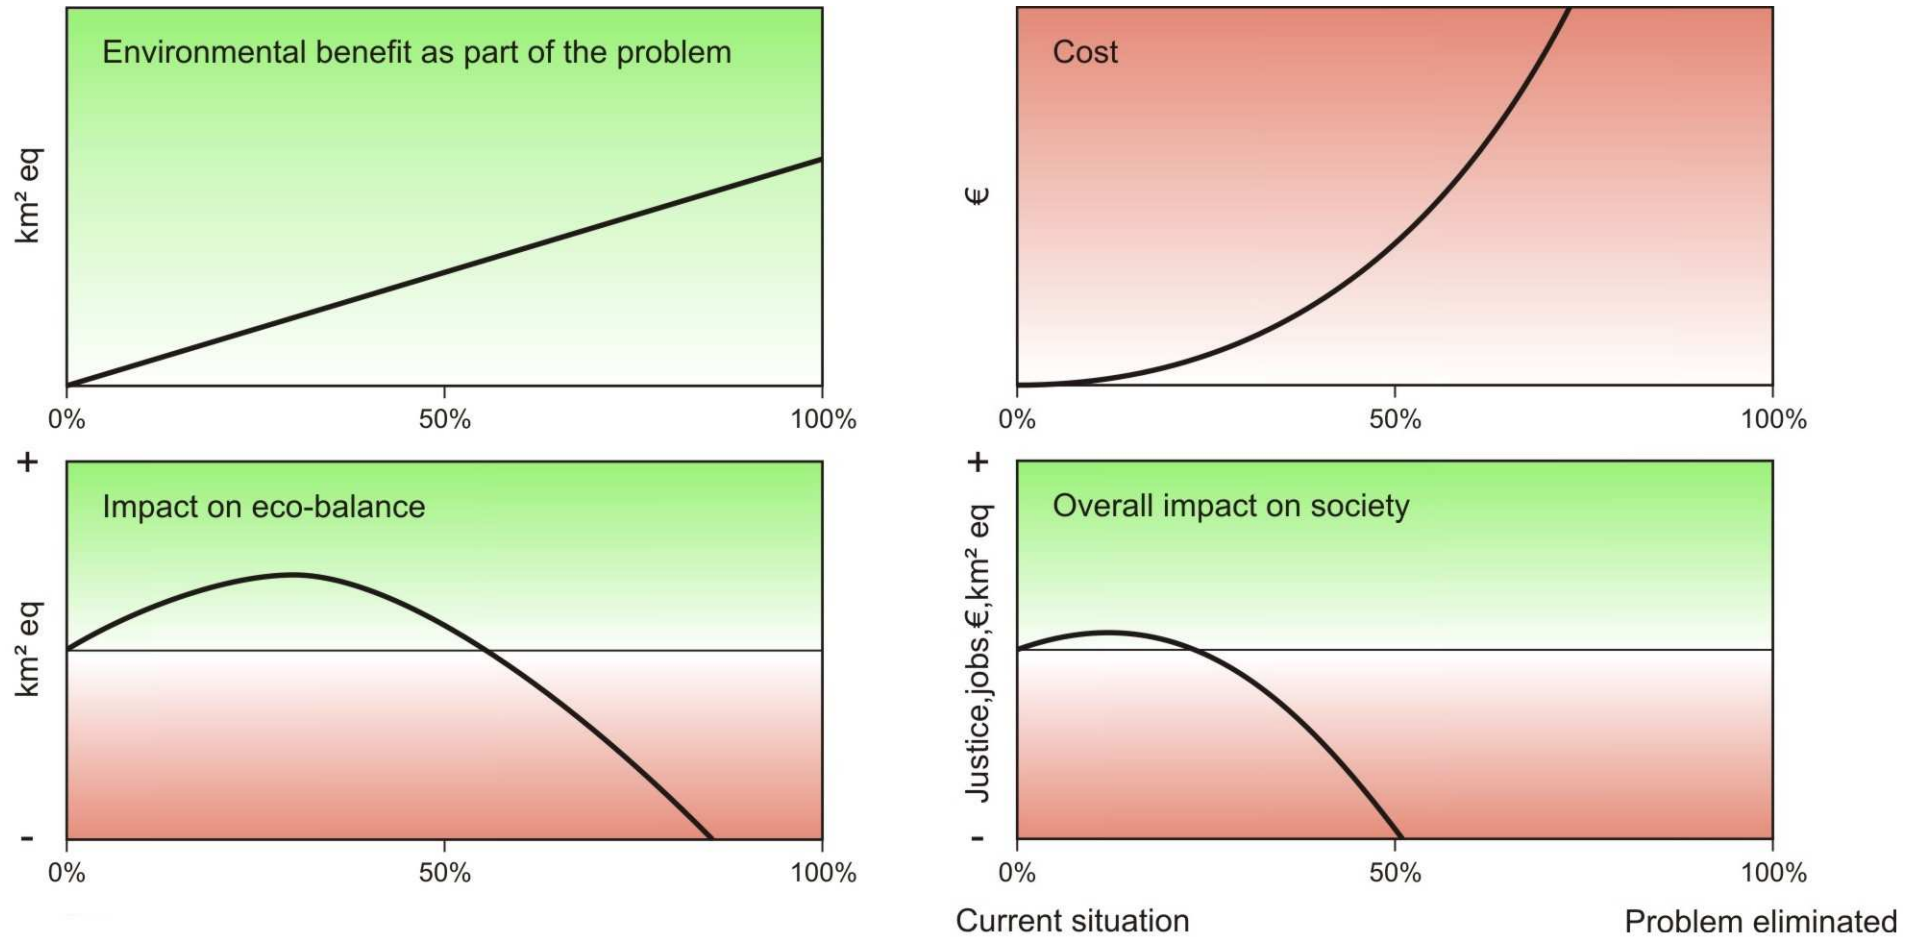 Environmental benefit as part of the problem
km² eq
0% 50% 100%
Cost
€
0% 50% 100%
+
Impact on eco-balance
km² eq
-
0% 50% 100%
+
Overall impact on society
Justice,jobs,€,km² eq
-
0% 50% 100%
Current situation Problem eliminated